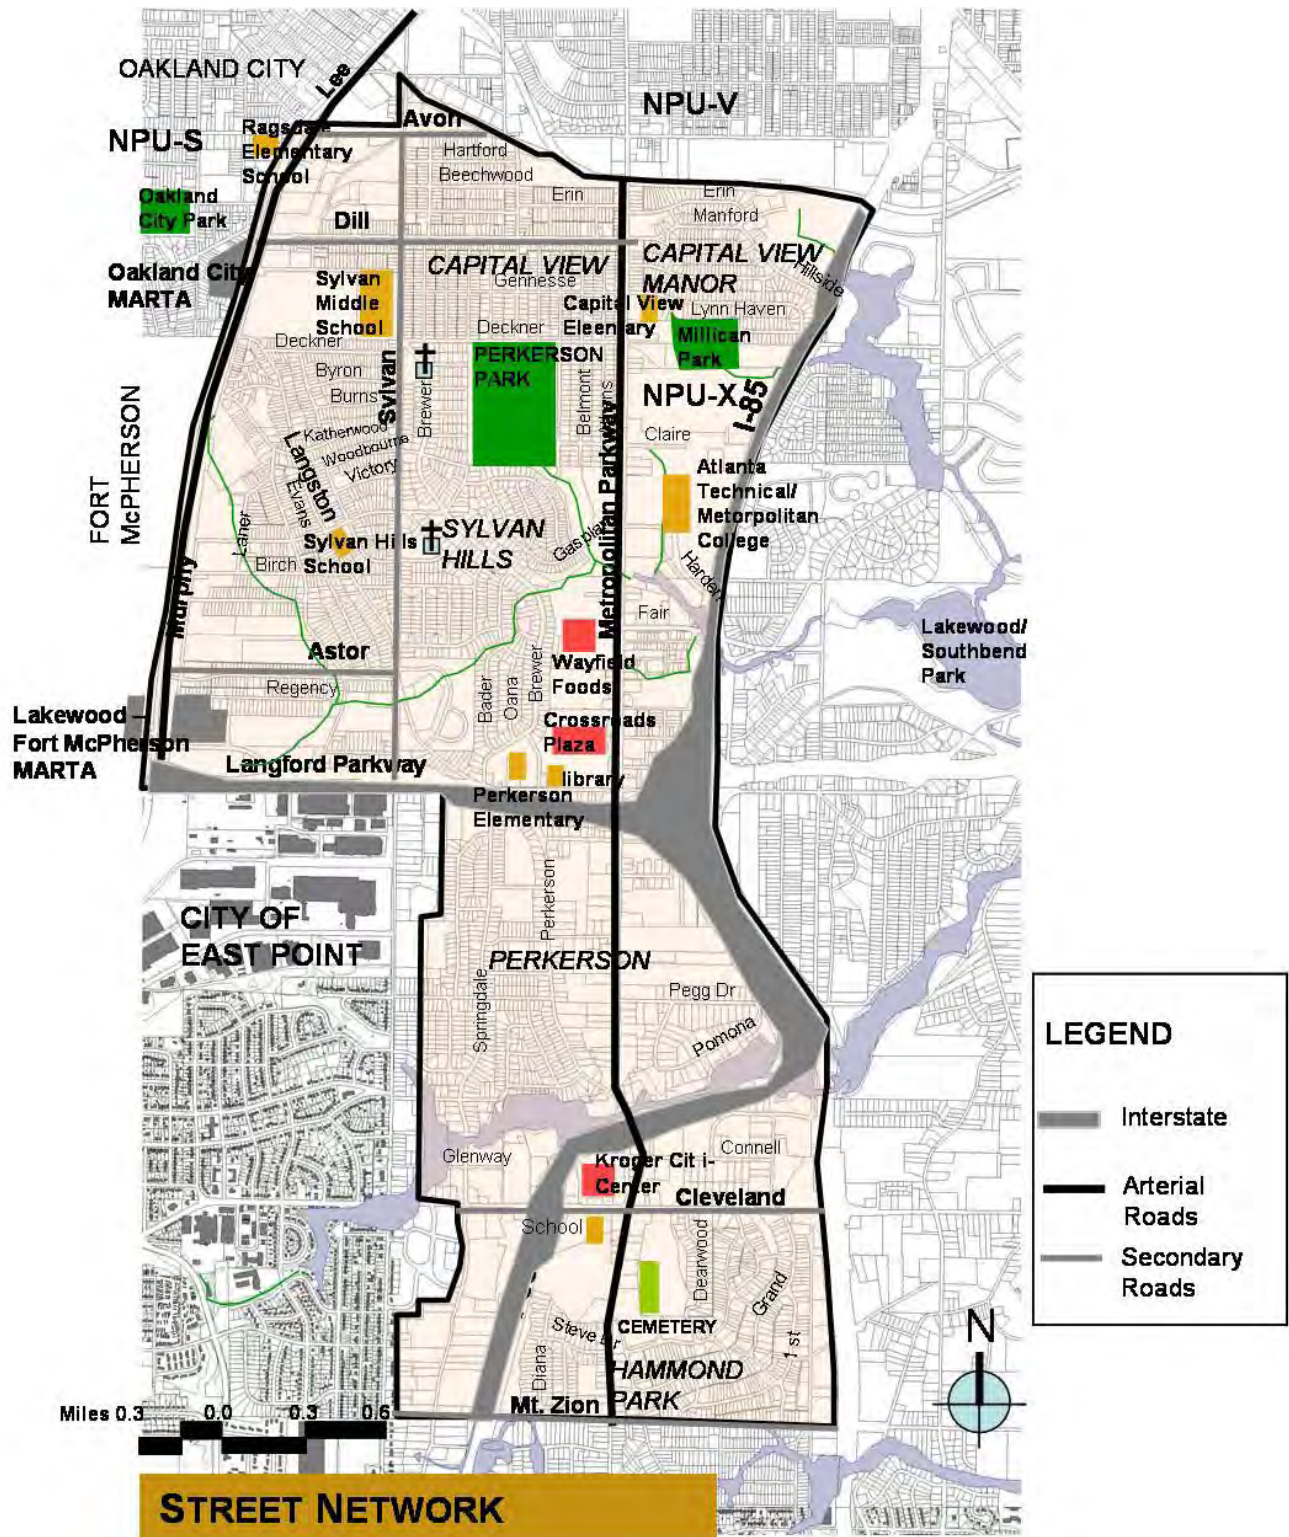 OAKLAND CITY
Lee
NPU-V
Avon
NPU-S
Ragsdale
Elementary
School
Hartford
Beechwood
Erin
Erin
Manford
Oakland
City Park
Dill
CAPITAL VIEW
CAPITAL VIEW
MANOR
Hillside
Oakland City
MARTA
Sylvan
Middle
School
Gennesse
Capital View
Eleentary
Lynn Haven
Deckner
Deckner
Millican
Park
PERKERSON
PARK
Byron
Burns
Sylvan
Brewer
Belmont
NPU-X
I-85
FORT
McPHERSON
Katherwood
Woodbourne
Victory
Langston
Evans
Claire
Metropolitan Parkway
Atlanta
Technical/
Metorpolitan
College
Laner
Sylvan Hills
School
SYLVAN
HILLS
Birch
Harden
Murphy
Fair
Lakewood/
Southbend
Park
Astor
Wayfield
Foods
Regency
Bader
Oana
Brewer
Lakewood –
Fort McPherson
MARTA
Crossroads
Plaza
Langford Parkway
library
Perkerson
Elementary
Perkerson
CITY OF
EAST POINT
PERKERSON
Springdale
Pegg Dr
Pomona
LEGEND
Interstate
Arterial
Roads
Secondary
Roads
Connell
Glenway
Kroger Cit i-
Center
Cleveland
School
Dearwood
Grand
1 st
CEMETERY
Steve Dr
Diana
HAMMOND
PARK
Mt. Zion
N
Miles 0.3 0.0 0.3 0.6
STREET NETWORK